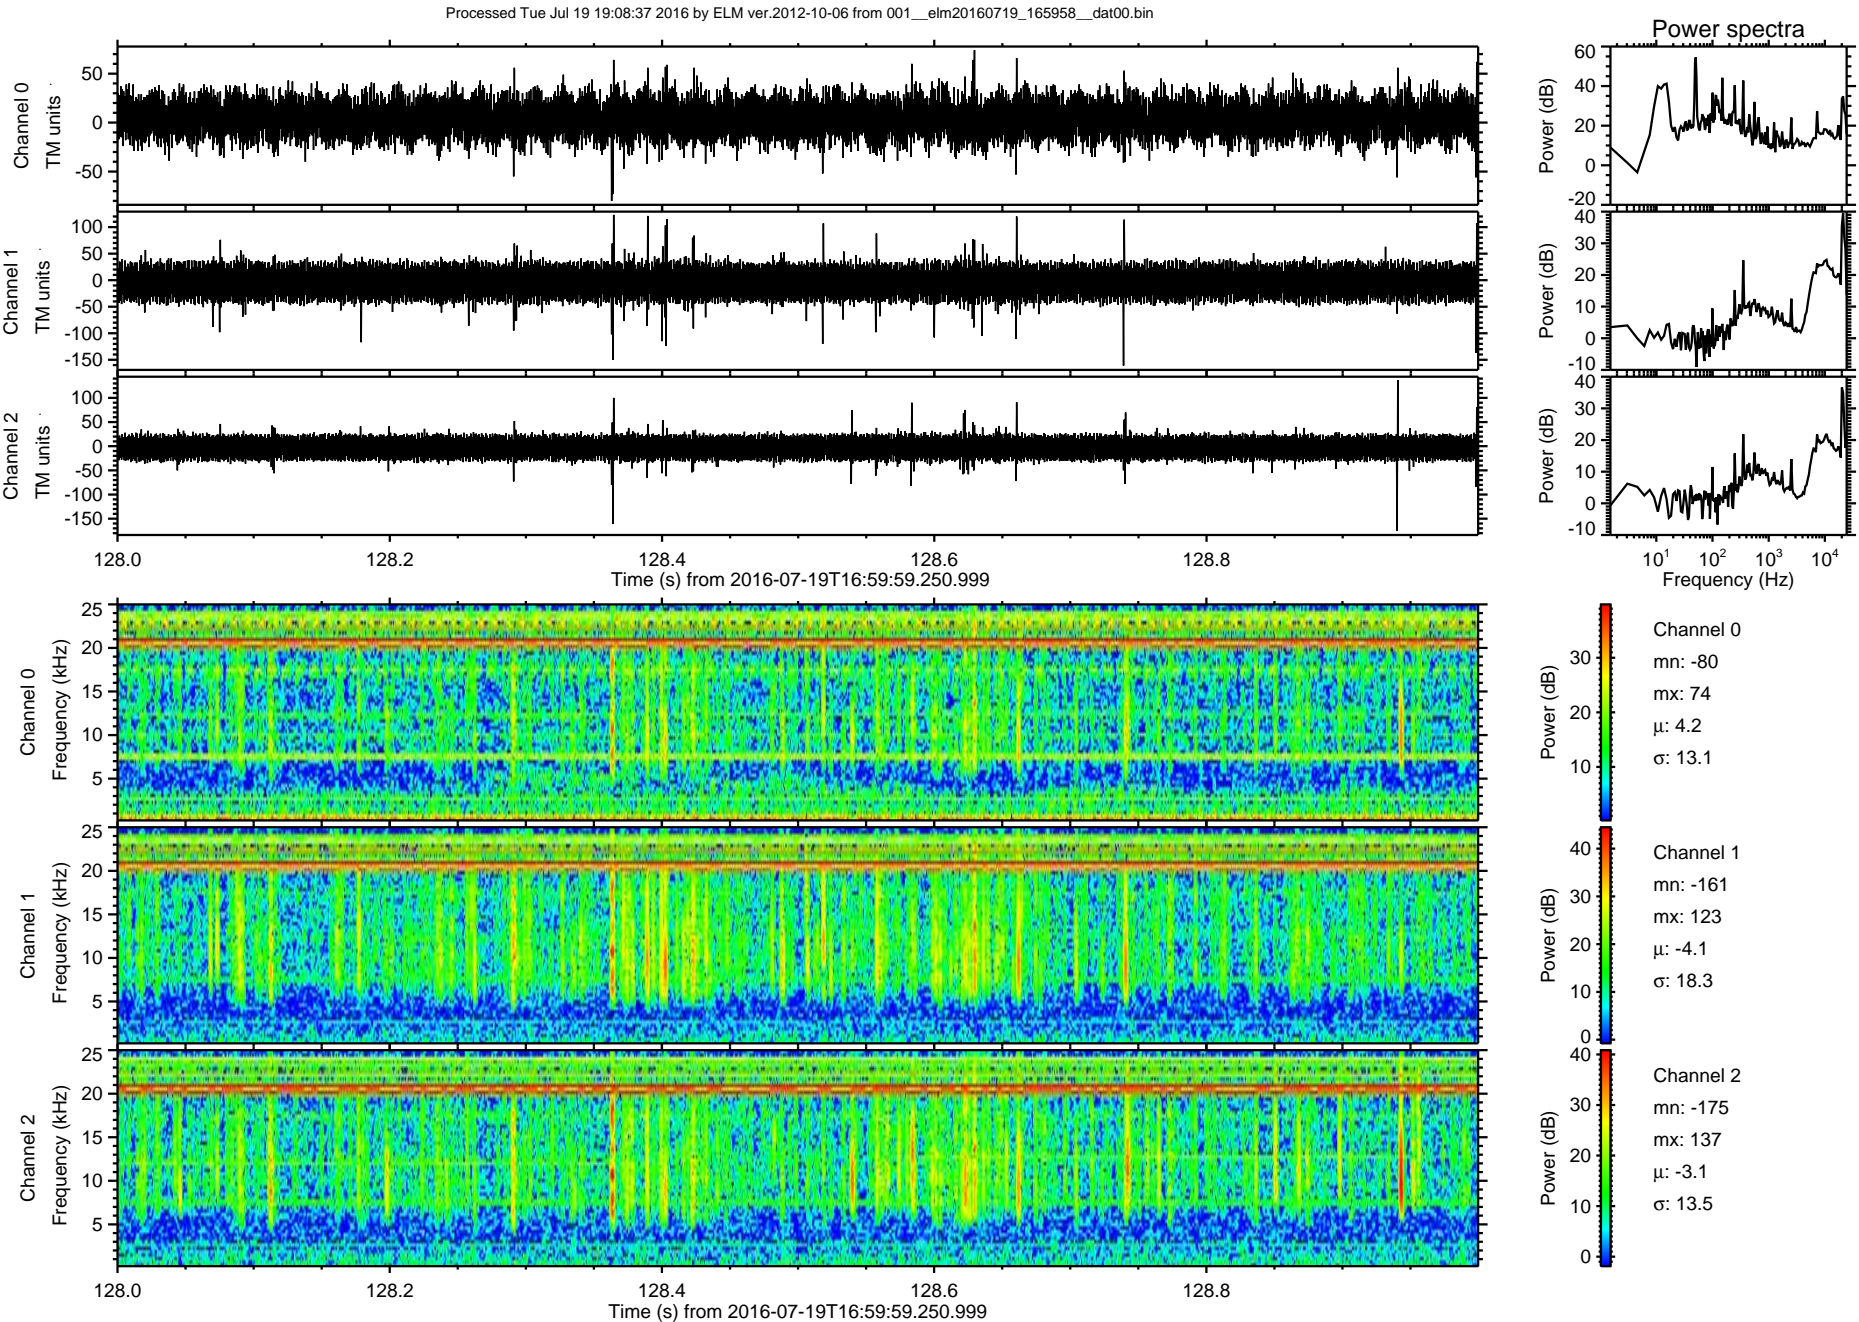 Processed Tue Jul 19 19:08:37 2016 by ELM ver.2012-10-06 from 001__elm20160719_165958__dat00.bin
Power spectra
Channel 0
TM units
50
0
-50
Power (dB)
60
40
20
0
-20
Channel 1
TM units
100
50
0
-50
-100
-150
Power (dB)
40
30
20
10
0
-10
Channel 2
TM units
100
50
0
-50
-100
-150
Power (dB)
40
30
20
10
0
-10
128.0 128.2 128.4 128.6 128.8
Time (s) from 2016-07-19T16:59:59.250.999
10¹ 10² 10³ 10⁴
Frequency (Hz)
Channel 0
Frequency (kHz)
25
20
15
10
5
Power (dB)
30
20
10
Channel 0
mn: -80
mx: 74
µ: 4.2
σ: 13.1
Channel 1
Frequency (kHz)
25
20
15
10
5
Power (dB)
40
30
20
10
0
Channel 1
mn: -161
mx: 123
µ: -4.1
σ: 18.3
Channel 2
Frequency (kHz)
25
20
15
10
5
Power (dB)
40
30
20
10
0
Channel 2
mn: -175
mx: 137
µ: -3.1
σ: 13.5
128.0 128.2 128.4 128.6 128.8
Time (s) from 2016-07-19T16:59:59.250.999